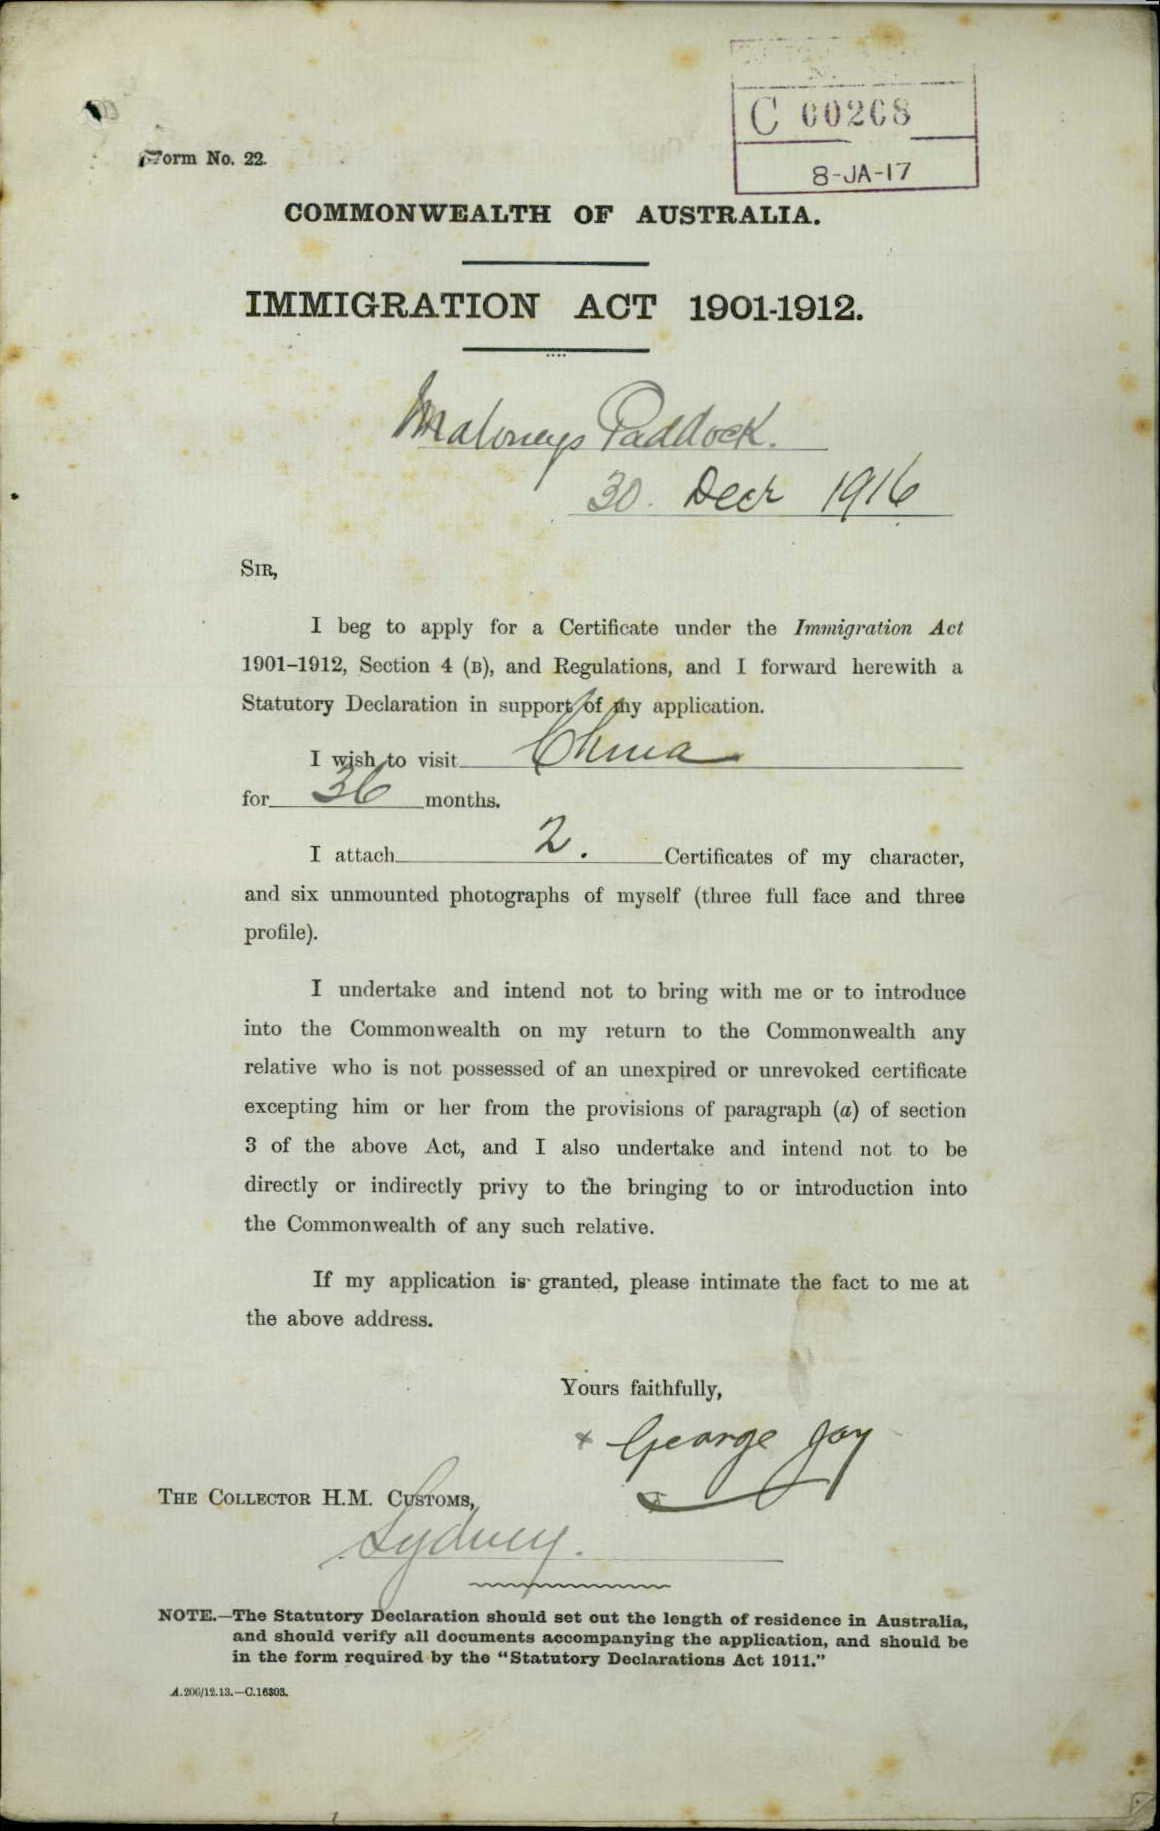 C 00268
8-JA-17
Form No. 22.
COMMONWEALTH OF AUSTRALIA.
IMMIGRATION ACT 1901-1912.
Maloneys Paddock.
30. Decr 1916
SIR,
I beg to apply for a Certificate under the Immigration Act
1901–1912, Section 4 (B), and Regulations, and I forward herewith a
Statutory Declaration in support of my application.
I wish to visit China
for 36 months.
I attach 2. Certificates of my character,
and six unmounted photographs of myself (three full face and three
profile).
I undertake and intend not to bring with me or to introduce
into the Commonwealth on my return to the Commonwealth any
relative who is not possessed of an unexpired or unrevoked certificate
excepting him or her from the provisions of paragraph (a) of section
3 of the above Act, and I also undertake and intend not to be
directly or indirectly privy to the bringing to or introduction into
the Commonwealth of any such relative.
If my application is granted, please intimate the fact to me at
the above address.
Yours faithfully,
x George Joy
THE COLLECTOR H.M. CUSTOMS,
Sydney.
NOTE.—The Statutory Declaration should set out the length of residence in Australia,
and should verify all documents accompanying the application, and should be
in the form required by the "Statutory Declarations Act 1911."
A.206/12.13.—C.16303.